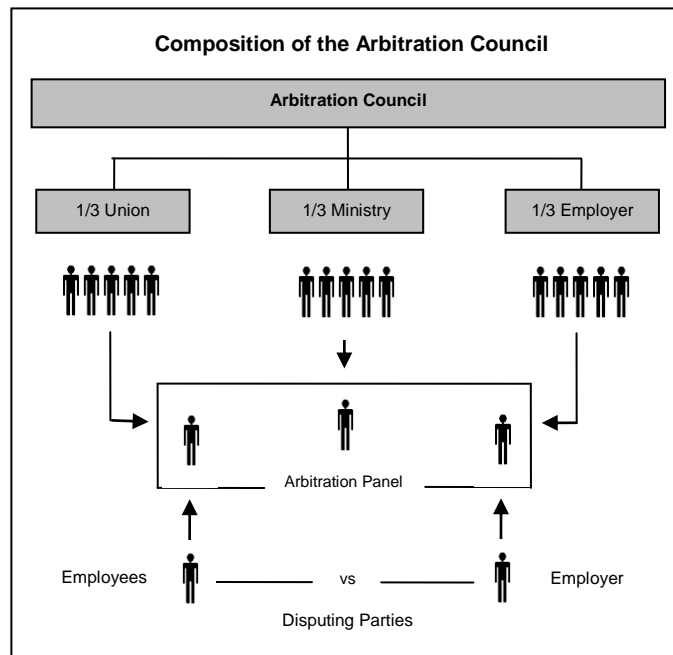 Composition of the Arbitration Council
Arbitration Council
1/3 Union
1/3 Ministry
1/3 Employer
Arbitration Panel
Employees
vs
Employer
Disputing Parties